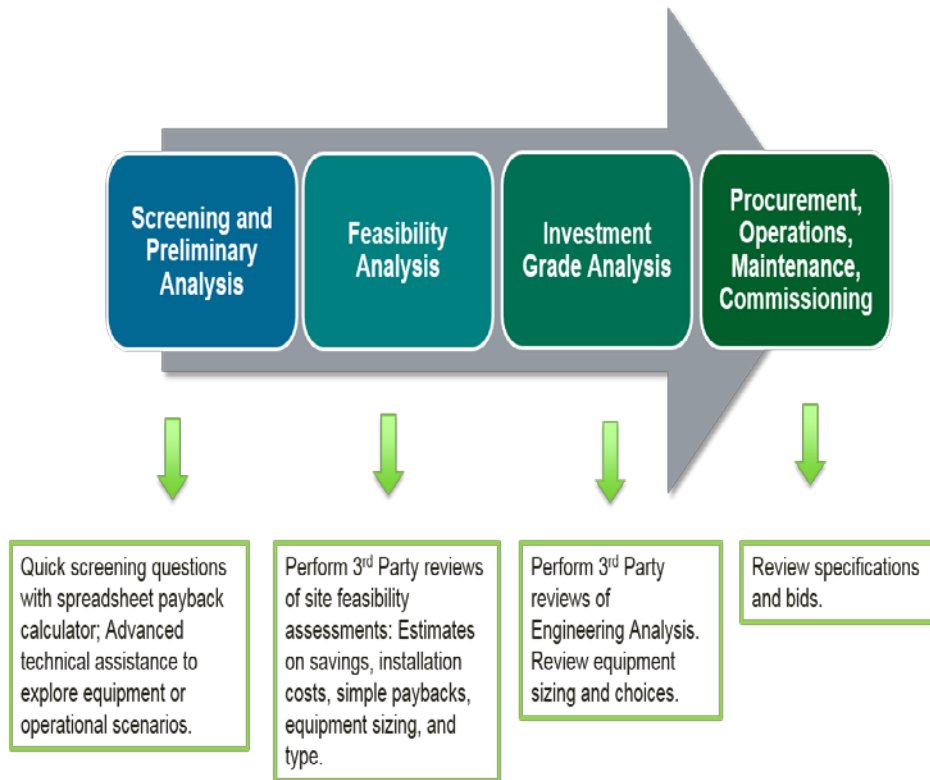 Screening and
Preliminary
Analysis
Feasibility
Analysis
Investment
Grade Analysis
Procurement,
Operations,
Maintenance,
Commissioning
Quick screening questions
with spreadsheet payback
calculator; Advanced
technical assistance to
explore equipment or
operational scenarios.
Perform 3rd Party reviews
of site feasibility
assessments: Estimates
on savings, installation
costs, simple paybacks,
equipment sizing, and
type.
Perform 3rd Party
reviews of
Engineering Analysis.
Review equipment
sizing and choices.
Review specifications
and bids.